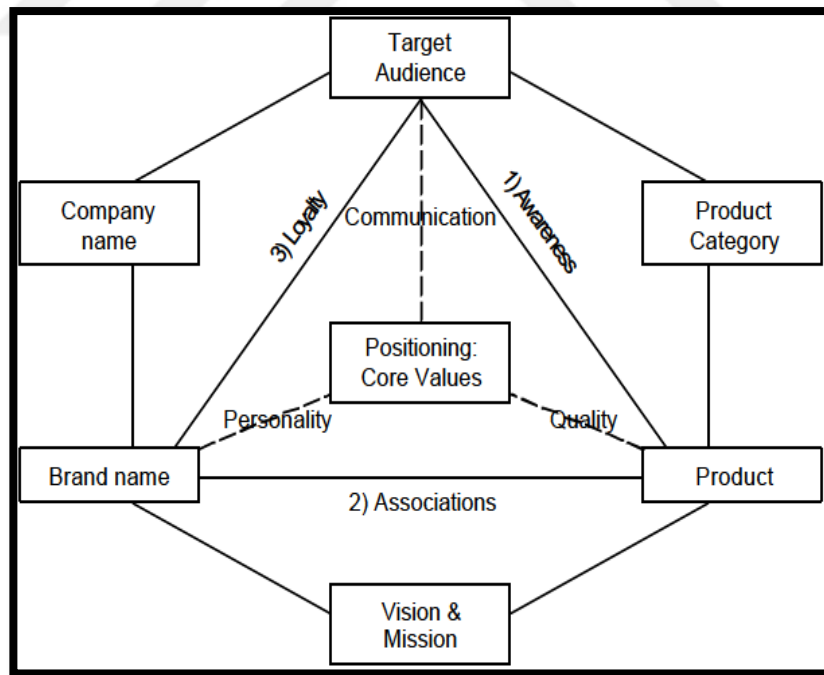 Target
Audience
Company
name
3) Loyalty
Communication
1) Awareness
Product
Category
Positioning:
Core Values
Personality
Quality
Brand name
Product
2) Associations
Vision &
Mission